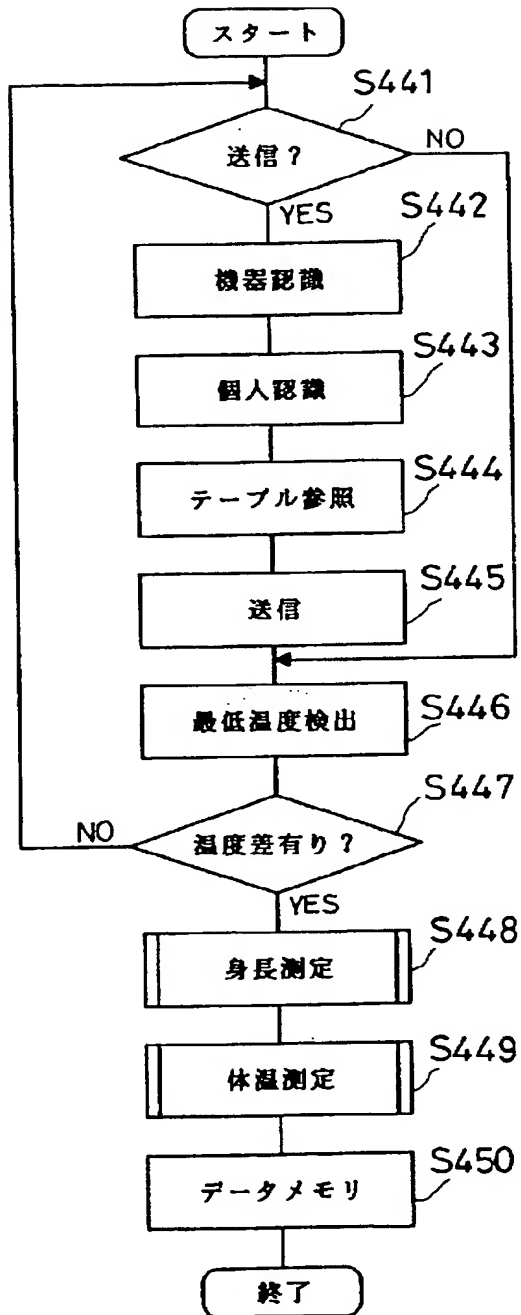 スタート
S441
送信?
NO
YES
S442
機器認識
S443
個人認識
S444
テーブル参照
S445
送信
S446
最低温度検出
S447
温度差有り?
NO
YES
S448
身長測定
S449
体温測定
S450
データメモリ
終了